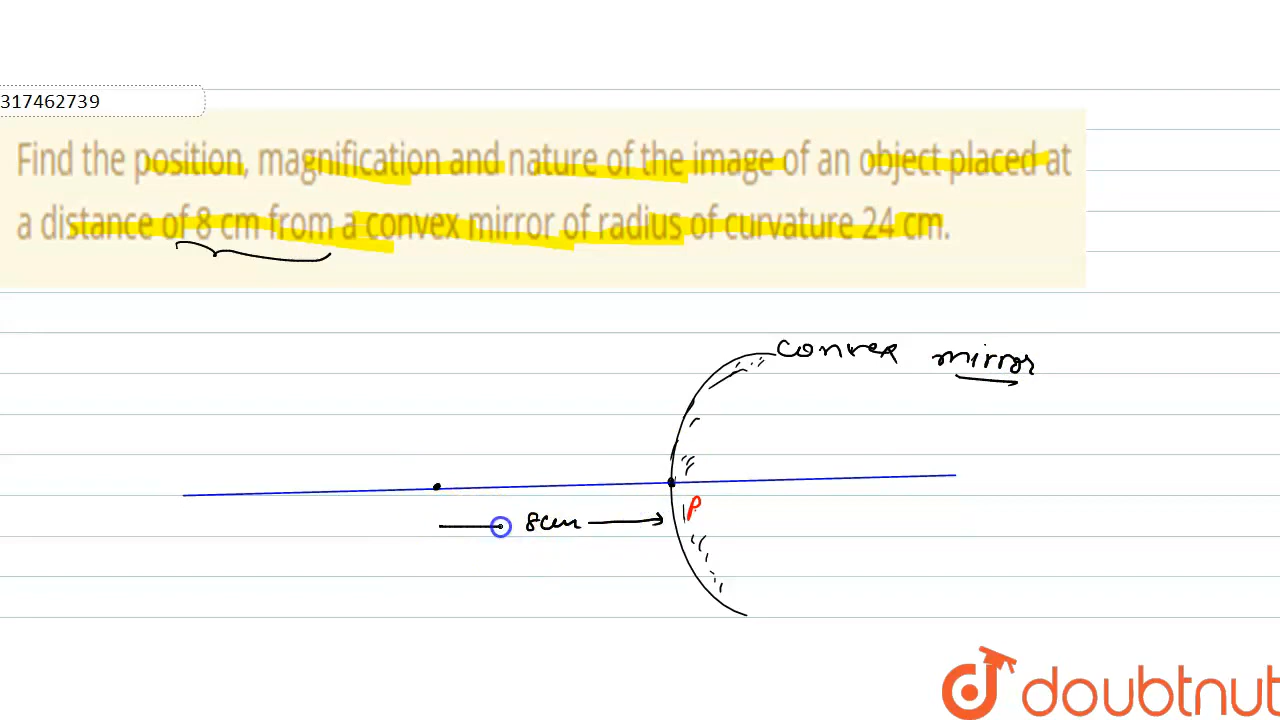 317462739
Find the position, magnification and nature of the image of an object placed at
a distance of 8 cm from a convex mirror of radius of curvature 24 cm.
convex mirror
8cm
P
doubtnut